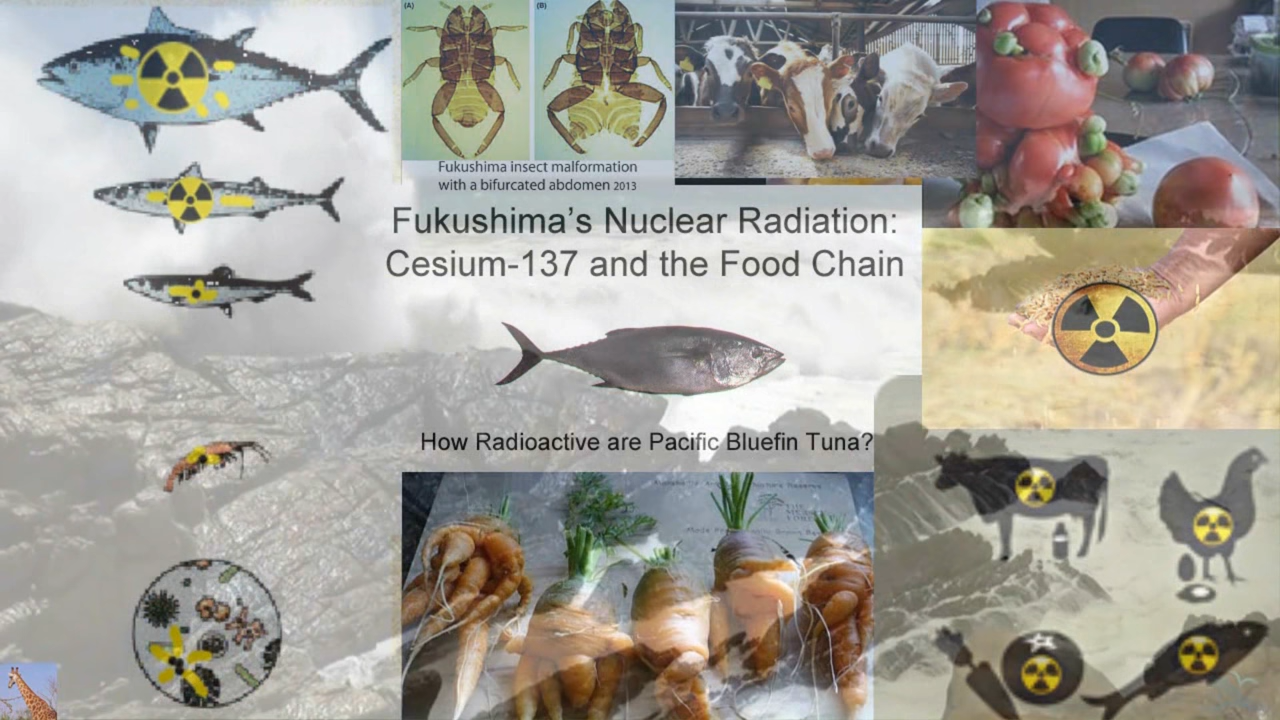 (A)
(B)
Fukushima insect malformation
with a bifurcated abdomen 2013
Fukushima’s Nuclear Radiation:
Cesium-137 and the Food Chain
How Radioactive are Pacific Bluefin Tuna?